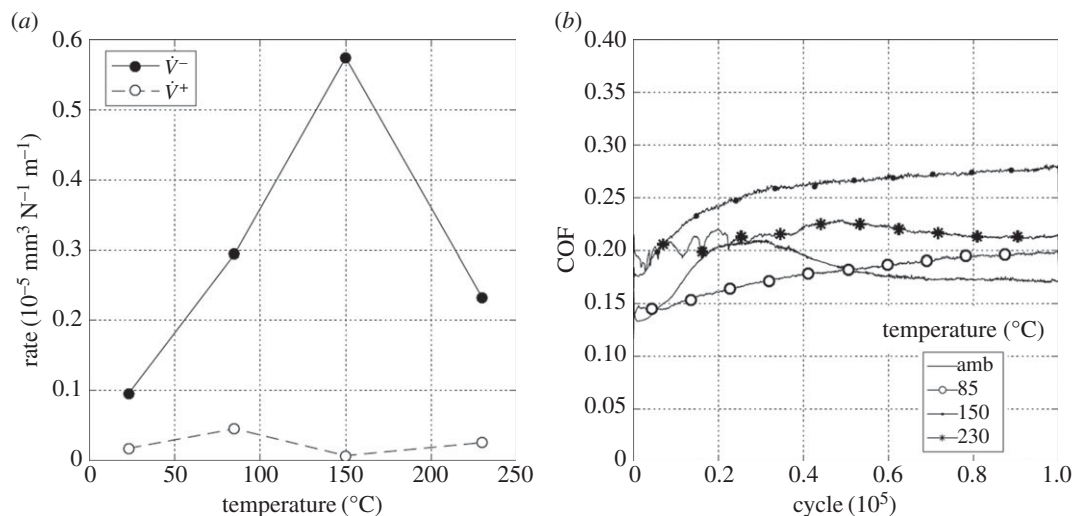 (a)
0.6
0.5
0.4
0.3
0.2
0.1
0
rate (10⁻⁵ mm³ N⁻¹ m⁻¹)
V̇⁻
V̇⁺
0 50 100 150 200 250
temperature (°C)
(b)
0.40
0.35
0.30
0.25
0.20
0.15
0.10
0.05
0
COF
temperature (°C)
amb
85
150
230
0 0.2 0.4 0.6 0.8 1.0
cycle (10⁵)